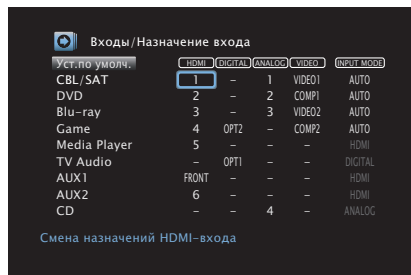 Входы/Назначение входа
Уст.по умолч. HDMI DIGITAL ANALOG VIDEO INPUT MODE
CBL/SAT 1 – 1 VIDEO1 AUTO
DVD 2 – 2 COMP1 AUTO
Blu-ray 3 – 3 VIDEO2 AUTO
Game 4 OPT2 – COMP2 AUTO
Media Player 5 – – – HDMI
TV Audio – OPT1 – – DIGITAL
AUX1 FRONT – – – HDMI
AUX2 6 – – – HDMI
CD – – 4 – ANALOG
Смена назначений HDMI-входа